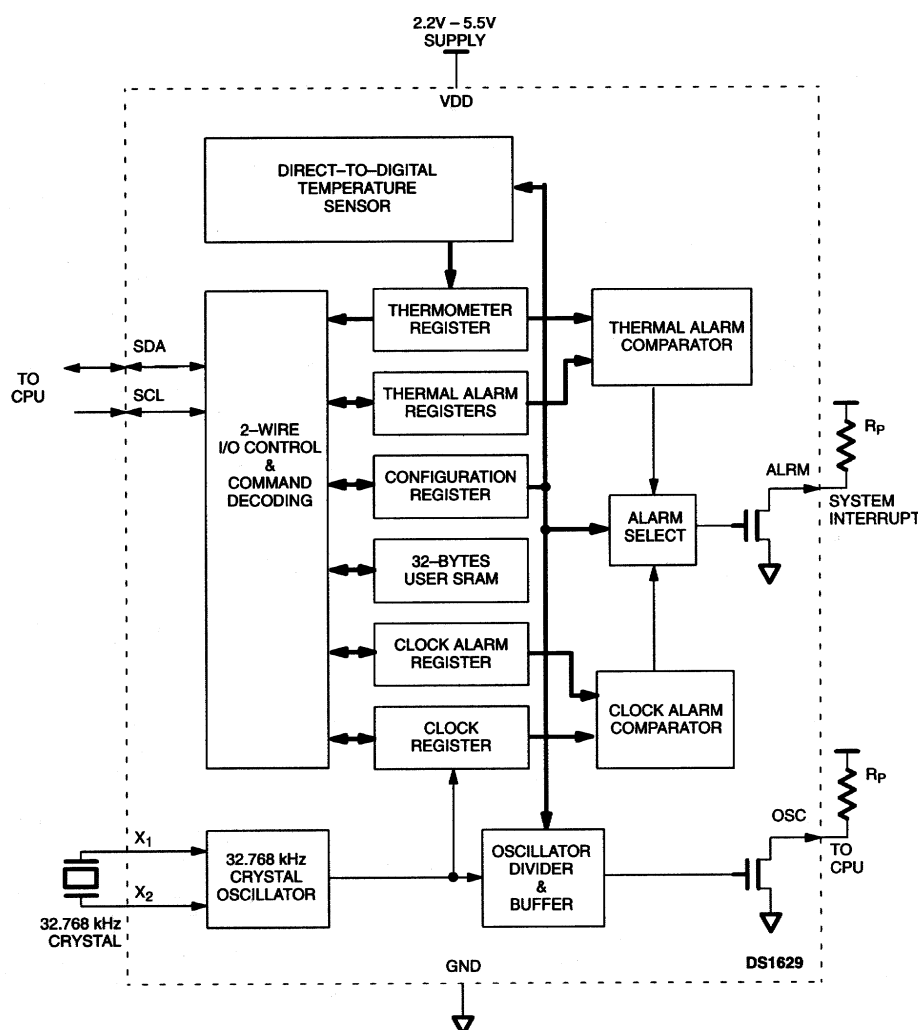 2.2V – 5.5V
SUPPLY
VDD
DIRECT–TO–DIGITAL
TEMPERATURE
SENSOR
THERMOMETER
REGISTER
THERMAL ALARM
COMPARATOR
SDA
TO
CPU
SCL
THERMAL ALARM
REGISTERS
2–WIRE
I/O CONTROL
&
COMMAND
DECODING
RP
ALRM
CONFIGURATION
REGISTER
SYSTEM
INTERRUPT
ALARM
SELECT
32–BYTES
USER SRAM
CLOCK ALARM
REGISTER
CLOCK ALARM
COMPARATOR
CLOCK
REGISTER
RP
OSC
X1
32.768 kHz
CRYSTAL
OSCILLATOR
OSCILLATOR
DIVIDER
&
BUFFER
TO
CPU
X2
32.768 kHz
CRYSTAL
GND
DS1629